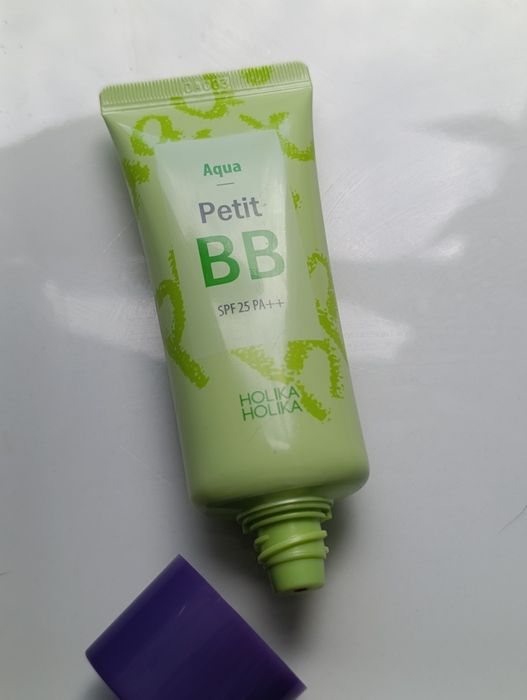 Aqua
Petit
BB
SPF 25 PA++
HOLIKA
HOLIKA